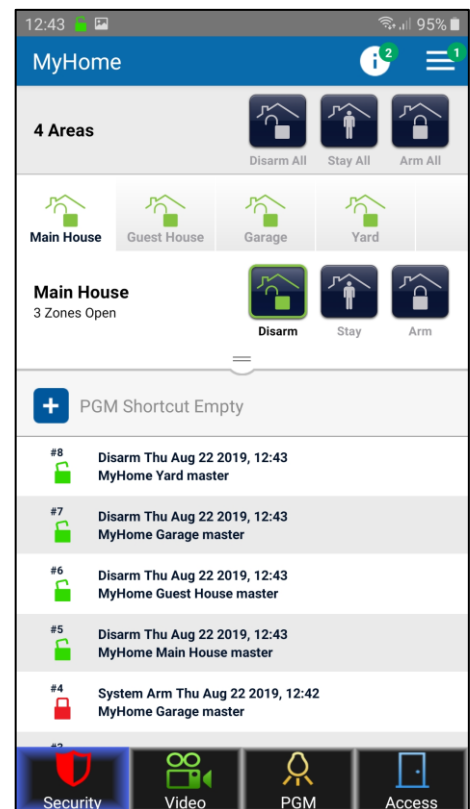 12:43 95%
MyHome 2 1
4 Areas
Disarm All Stay All Arm All
Main House Guest House Garage Yard
Main House
3 Zones Open
Disarm Stay Arm
PGM Shortcut Empty
#8
Disarm Thu Aug 22 2019, 12:43
MyHome Yard master
#7
Disarm Thu Aug 22 2019, 12:43
MyHome Garage master
#6
Disarm Thu Aug 22 2019, 12:43
MyHome Guest House master
#5
Disarm Thu Aug 22 2019, 12:43
MyHome Main House master
#4
System Arm Thu Aug 22 2019, 12:42
MyHome Garage master
Security Video PGM Access